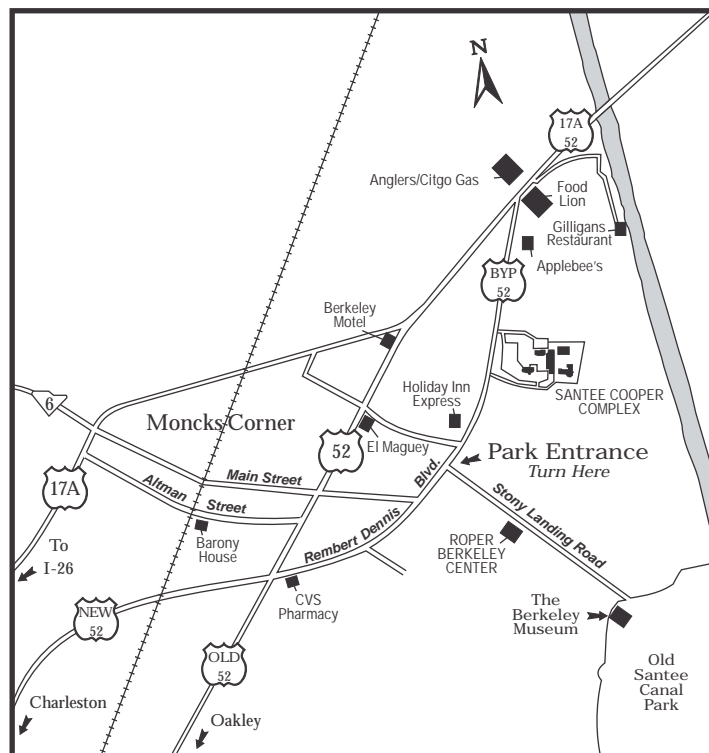 N
17A
52
Anglers/Citgo Gas
Food
Lion
Gilligans
Restaurant
Applebee's
BYP
52
Berkeley
Motel
SANTEE COOPER
COMPLEX
Holiday Inn
Express
6
Moncks Corner
El Maguey
52
Blvd.
Park Entrance
Turn Here
17A
Main Street
Altman Street
Stony Landing Road
Barony
House
Rembert Dennis
ROPER
BERKELEY
CENTER
To
I-26
CVS
Pharmacy
NEW
52
The
Berkeley
Museum
OLD
52
Old
Santee
Canal
Park
Charleston
Oakley